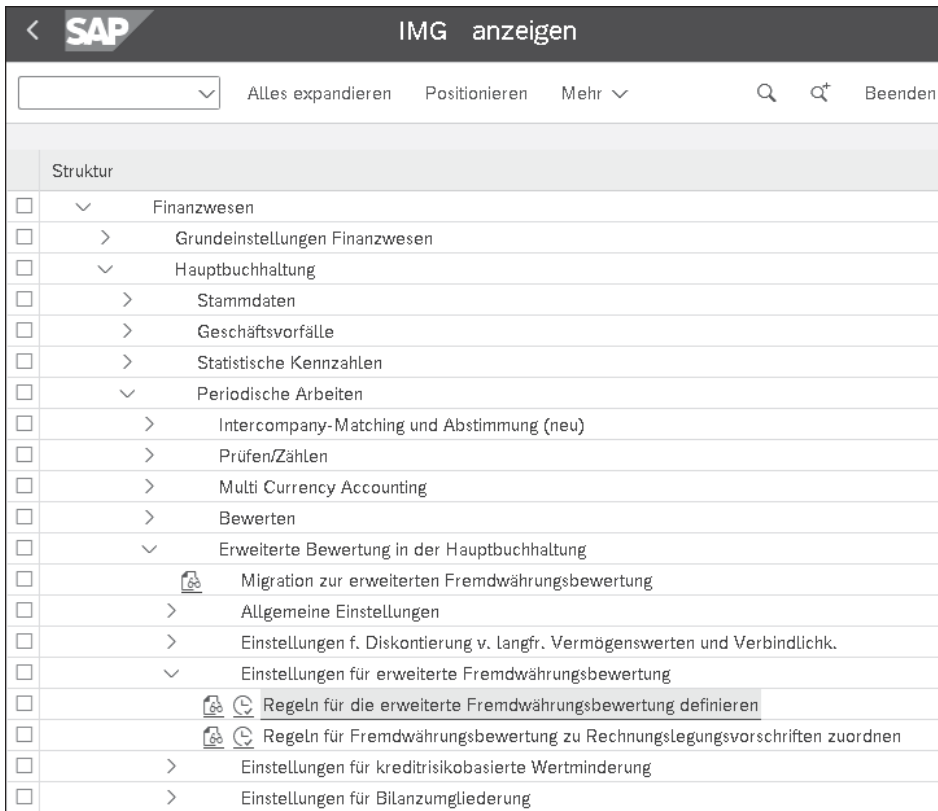 SAP IMG anzeigen
Alles expandieren Positionieren Mehr Beenden
Struktur
Finanzwesen
Grundeinstellungen Finanzwesen
Hauptbuchhaltung
Stammdaten
Geschäftsvorfälle
Statistische Kennzahlen
Periodische Arbeiten
Intercompany-Matching und Abstimmung (neu)
Prüfen/Zählen
Multi Currency Accounting
Bewerten
Erweiterte Bewertung in der Hauptbuchhaltung
Migration zur erweiterten Fremdwährungsbewertung
Allgemeine Einstellungen
Einstellungen f. Diskontierung v. langfr. Vermögenswerten und Verbindlichk.
Einstellungen für erweiterte Fremdwährungsbewertung
Regeln für die erweiterte Fremdwährungsbewertung definieren
Regeln für Fremdwährungsbewertung zu Rechnungslegungsvorschriften zuordnen
Einstellungen für kreditrisikobasierte Wertminderung
Einstellungen für Bilanzumgliederung